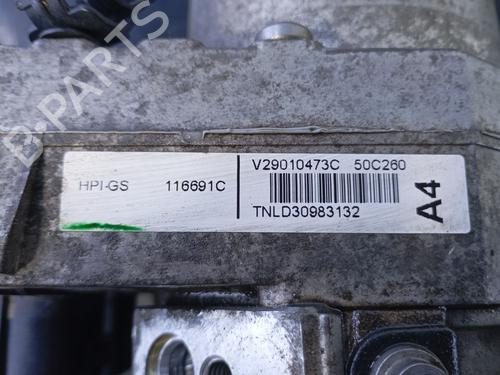 B-PARTS
HPI-GS 116691C
V29010473C 50C260
TNLD30983132
A4